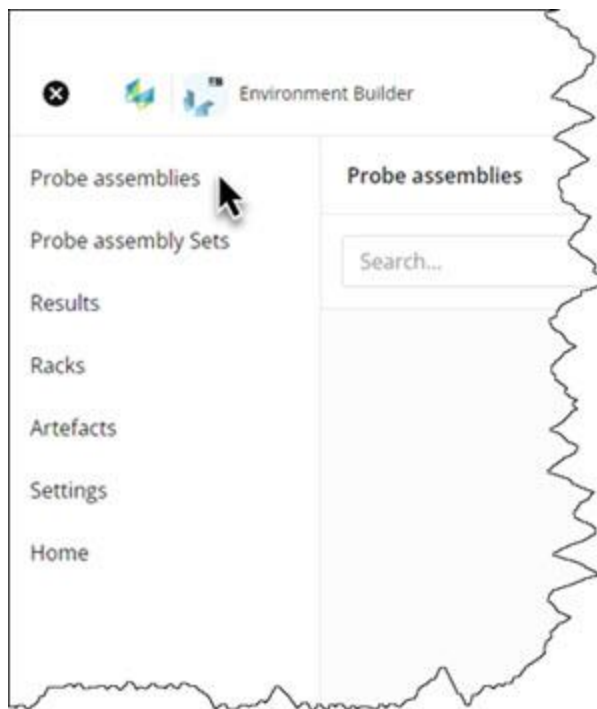 Environment Builder
Probe assemblies
Probe assembly Sets
Results
Racks
Artefacts
Settings
Home
Probe assemblies
Search...